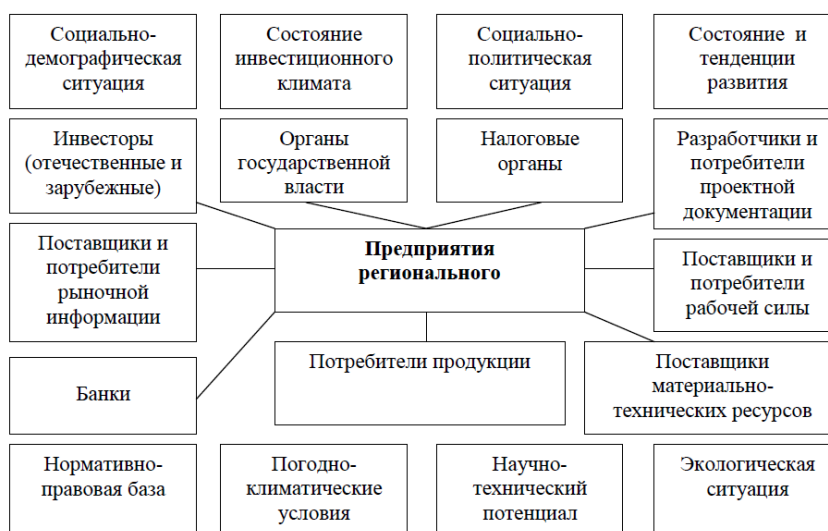 Социально-
демографическая
ситуация
Состояние
инвестиционного
климата
Социально-
политическая
ситуация
Состояние и
тенденции
развития
Инвесторы
(отечественные и
зарубежные)
Органы
государственной
власти
Налоговые
органы
Разработчики и
потребители
проектной
документации
Поставщики и
потребители
рыночной
информации
Предприятия
регионального
Поставщики и
потребители
рабочей силы
Банки
Потребители продукции
Поставщики
материально-
технических ресурсов
Нормативно-
правовая база
Погодно-
климатические
условия
Научно-
технический
потенциал
Экологическая
ситуация